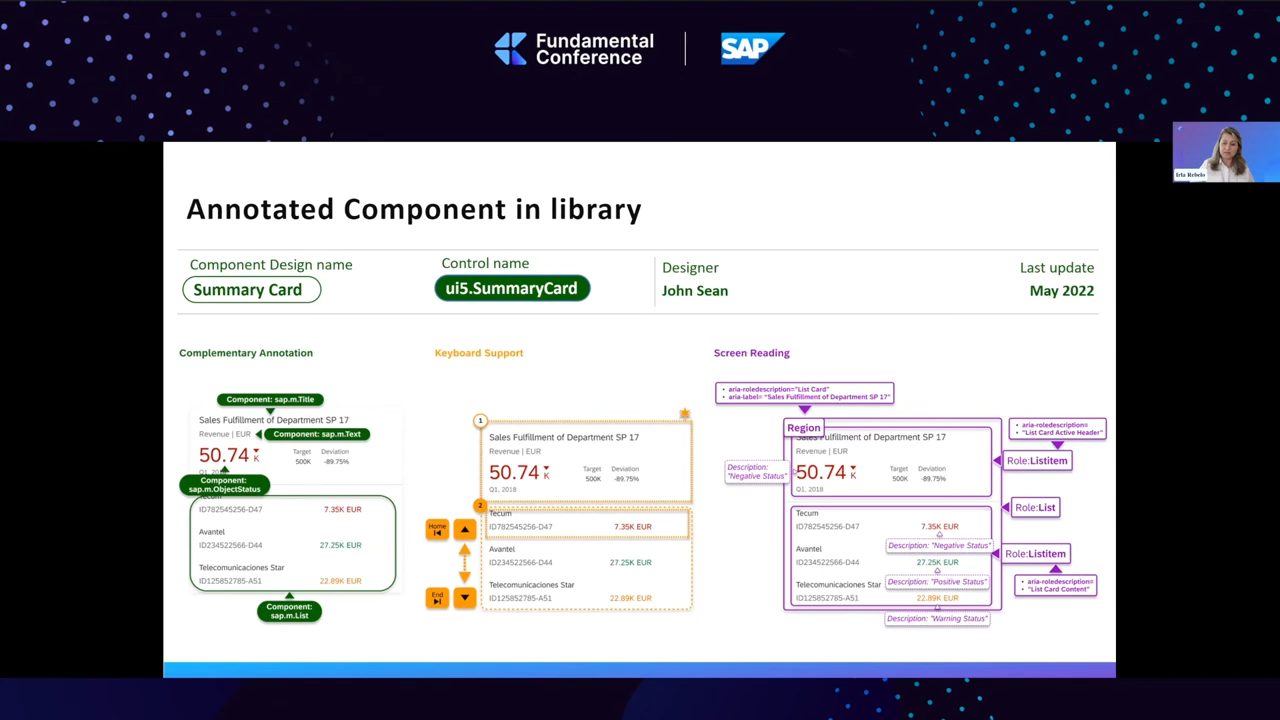 Fundamental
Conference
SAP
Irla Rebelo
Annotated Component in library
Component Design name
Summary Card
Control name
ui5.SummaryCard
Designer
John Sean
Last update
May 2022
Complementary Annotation
Component: sap.m.Title
Sales Fulfillment of Department SP 17
Revenue | EUR
Component: sap.m.Text
50.74 K
Target
500K
Deviation
-89.75%
Q1, 2018
Component:
sap.m.ObjectStatus
Tecum
ID782545256-D47
7.35K EUR
Avantel
ID234522566-D44
27.25K EUR
Telecomunicaciones Star
ID125852785-A51
22.89K EUR
Component:
sap.m.List
Keyboard Support
1
Sales Fulfillment of Department SP 17
Revenue | EUR
50.74 K
Target
500K
Deviation
-89.75%
Q1, 2018
2
Home
End
Tecum
ID782545256-D47
7.35K EUR
Avantel
ID234522566-D44
27.25K EUR
Telecomunicaciones Star
ID125852785-A51
22.89K EUR
Screen Reading
• aria-roledescription="List Card"
• aria-label= "Sales Fulfillment of Department SP 17"
Region
Sales Fulfillment of Department SP 17
Revenue | EUR
50.74 K
Target
500K
Deviation
-89.75%
Q1, 2018
Description:
"Negative Status"
• aria-roledescription=
• "List Card Active Header"
Role:Listitem
Role:List
Tecum
ID782545256-D47
7.35K EUR
Description: "Negative Status"
Avantel
ID234522566-D44
27.25K EUR
Description: "Positive Status"
Telecomunicaciones Star
ID125852785-A51
22.89K EUR
Description: "Warning Status"
Role:Listitem
• aria-roledescription=
• "List Card Content"